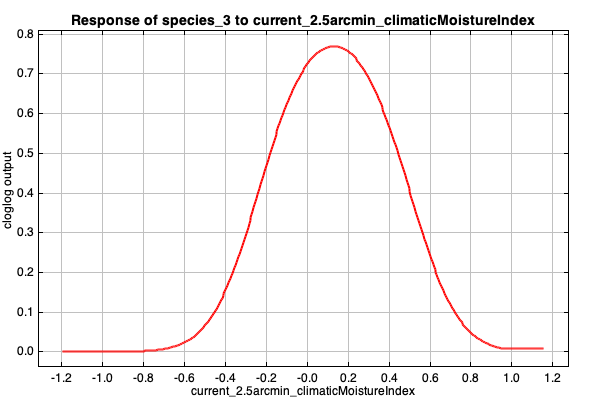 Response of species_3 to current_2.5arcmin_climaticMoistureIndex
0.8
0.7
0.6
0.5
0.4
0.3
0.2
0.1
0.0
cloglog output
-1.2 -1.0 -0.8 -0.6 -0.4 -0.2 -0.0 0.2 0.4 0.6 0.8 1.0 1.2
current_2.5arcmin_climaticMoistureIndex